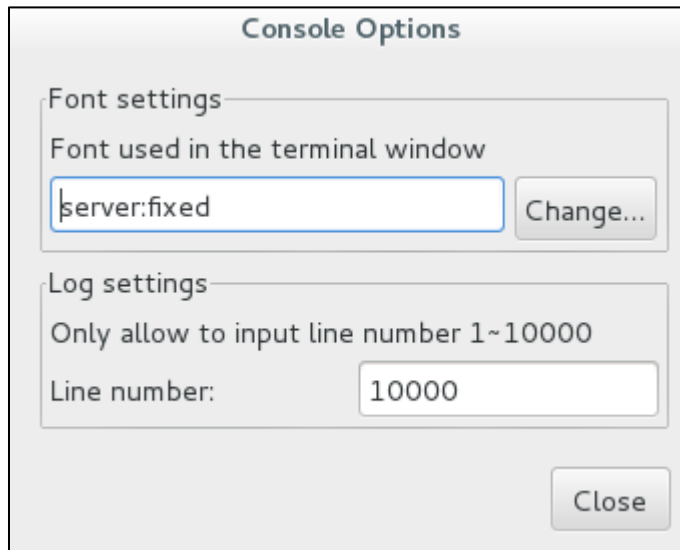 Console Options
Font settings
Font used in the terminal window
server:fixed
Change...
Log settings
Only allow to input line number 1~10000
Line number:
10000
Close